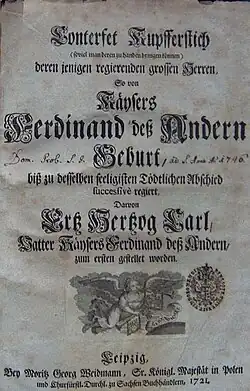 Conterfet Kupfferstich
(soviel man deren zu handen bringen können)
deren jenigen regierenden grossen Herren,
So von
Käysers
Ferdinand deß Andern
Geburt,
biß zu desselben seeligisten Tödtlichen Abschied
successivè regiert.
Darvon
Ertz Hertzog Carl,
Vatter Käysers Ferdinand deß Andern,
zum ersten gestellet worden.
Leipzig,
Bey Moritz Georg Weidmann, Sr. Königl. Majestät in Polen
und Churfürstl. Durchl. zu Sachsen Buchhändlern, 1721.